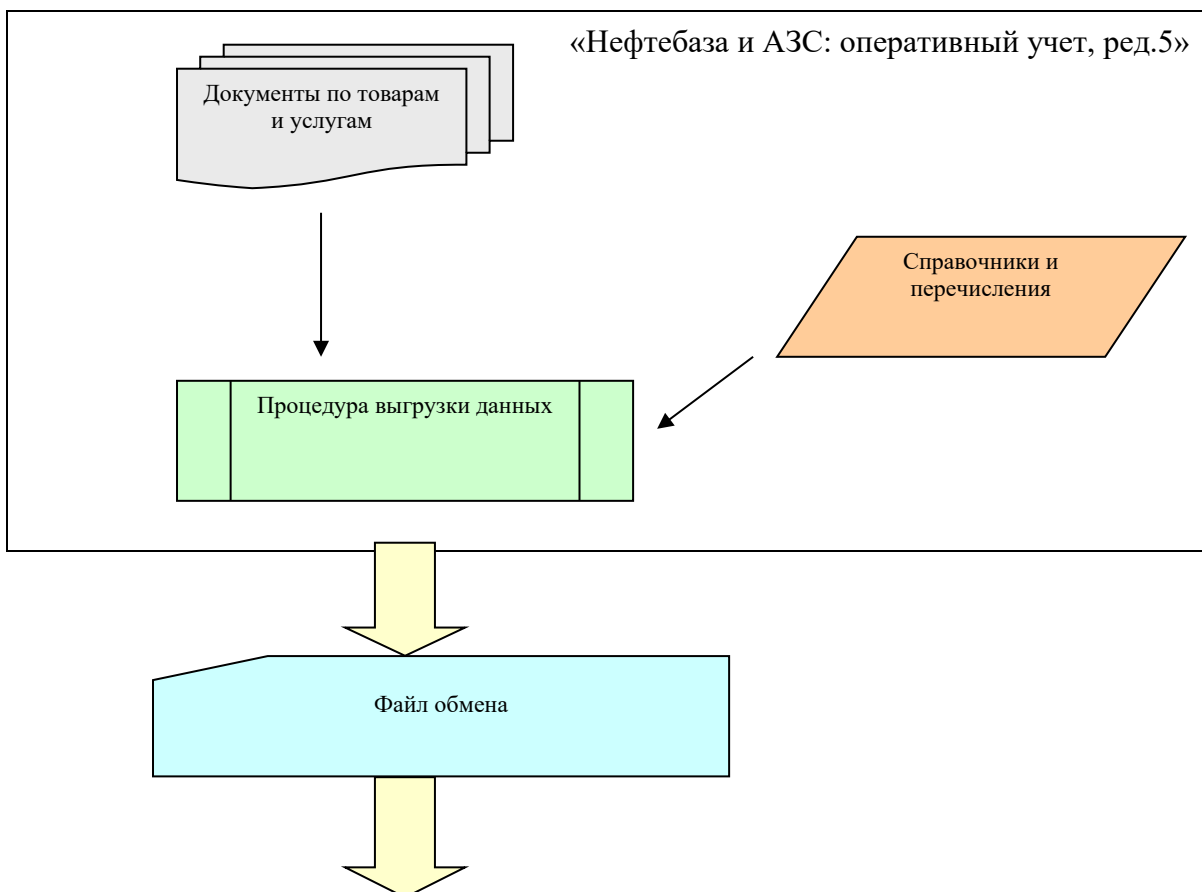 «Нефтебаза и АЗС: оперативный учет, ред.5»
Документы по товарам
и услугам
Справочники и
перечисления
Процедура выгрузки данных
Файл обмена